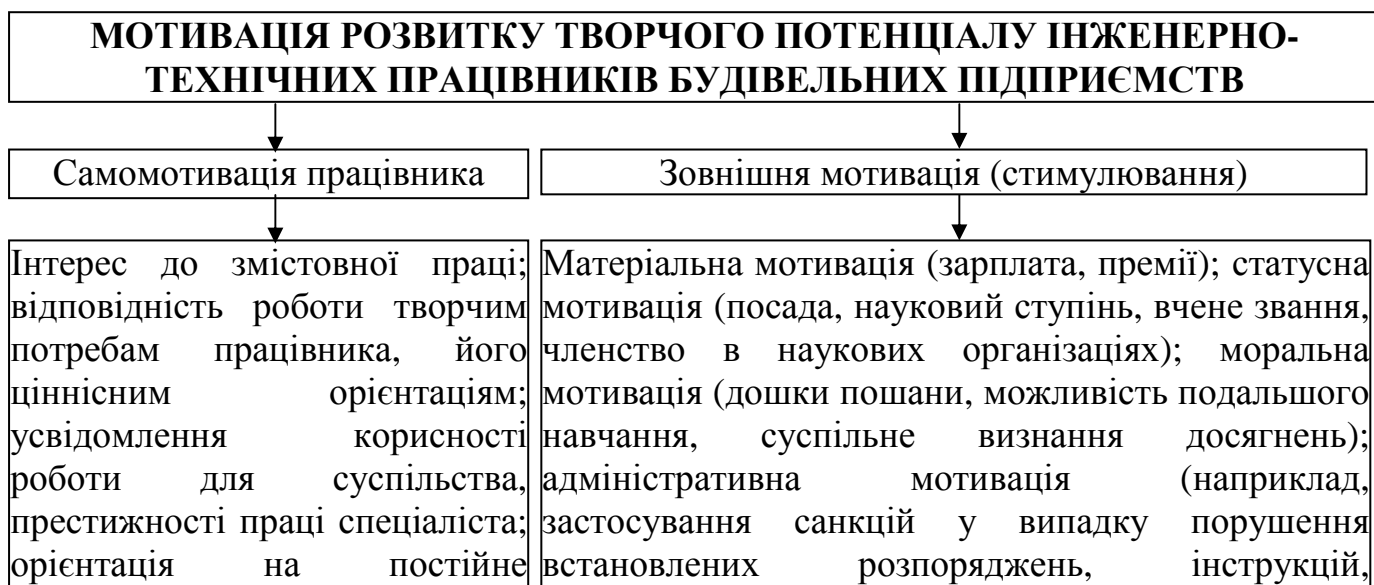 МОТИВАЦІЯ РОЗВИТКУ ТВОРЧОГО ПОТЕНЦІАЛУ ІНЖЕНЕРНО-
ТЕХНІЧНИХ ПРАЦІВНИКІВ БУДІВЕЛЬНИХ ПІДПРИЄМСТВ
Самомотивація працівника
Зовнішня мотивація (стимулювання)
Інтерес до змістовної праці;
відповідність роботи творчим
потребам працівника, його
ціннісним орієнтаціям;
усвідомлення корисності
роботи для суспільства,
престижності праці спеціаліста;
орієнтація на постійне
Матеріальна мотивація (зарплата, премії); статусна
мотивація (посада, науковий ступінь, вчене звання,
членство в наукових організаціях); моральна
мотивація (дошки пошани, можливість подальшого
навчання, суспільне визнання досягнень);
адміністративна мотивація (наприклад,
застосування санкцій у випадку порушення
встановлених розпоряджень, інструкцій,